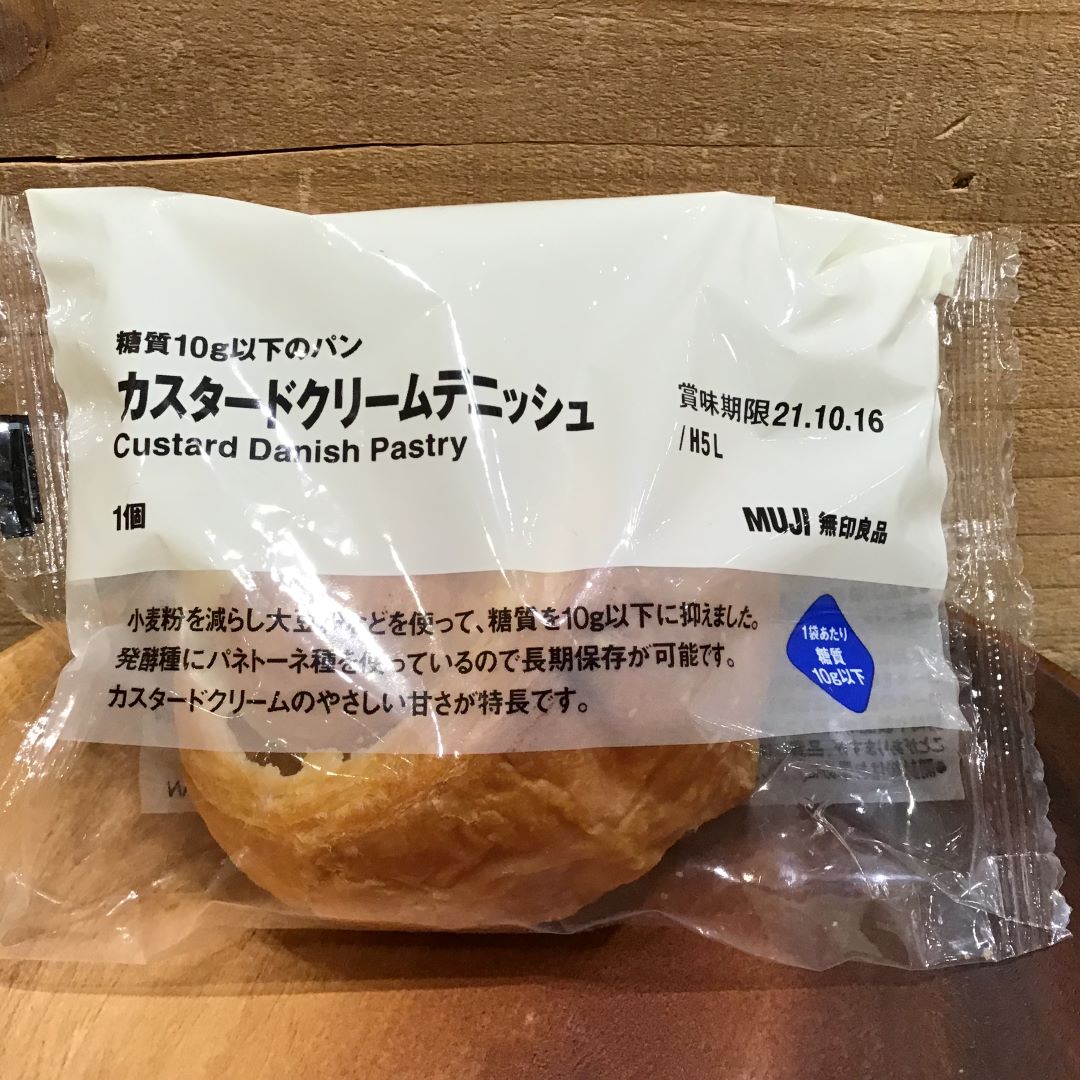 糖質10g以下のパン
カスタードクリームデニッシュ
Custard Danish Pastry
1個
賞味期限21.10.16
/H5L
MUJI 無印良品
小麦粉を減らし大豆 などを使って、糖質を10g以下に抑えました。
発酵種にパネトーネ種を使っているので長期保存が可能です。
カスタードクリームのやさしい甘さが特長です。
1袋あたり
糖質
10g以下